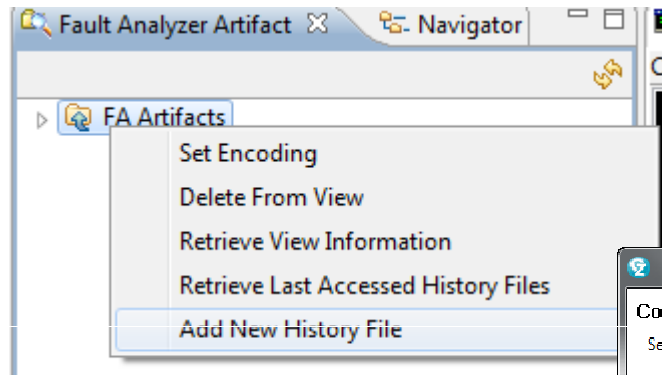 Fault Analyzer Artifact Navigator
FA Artifacts
Set Encoding
Delete From View
Retrieve View Information
Retrieve Last Accessed History Files
Add New History File